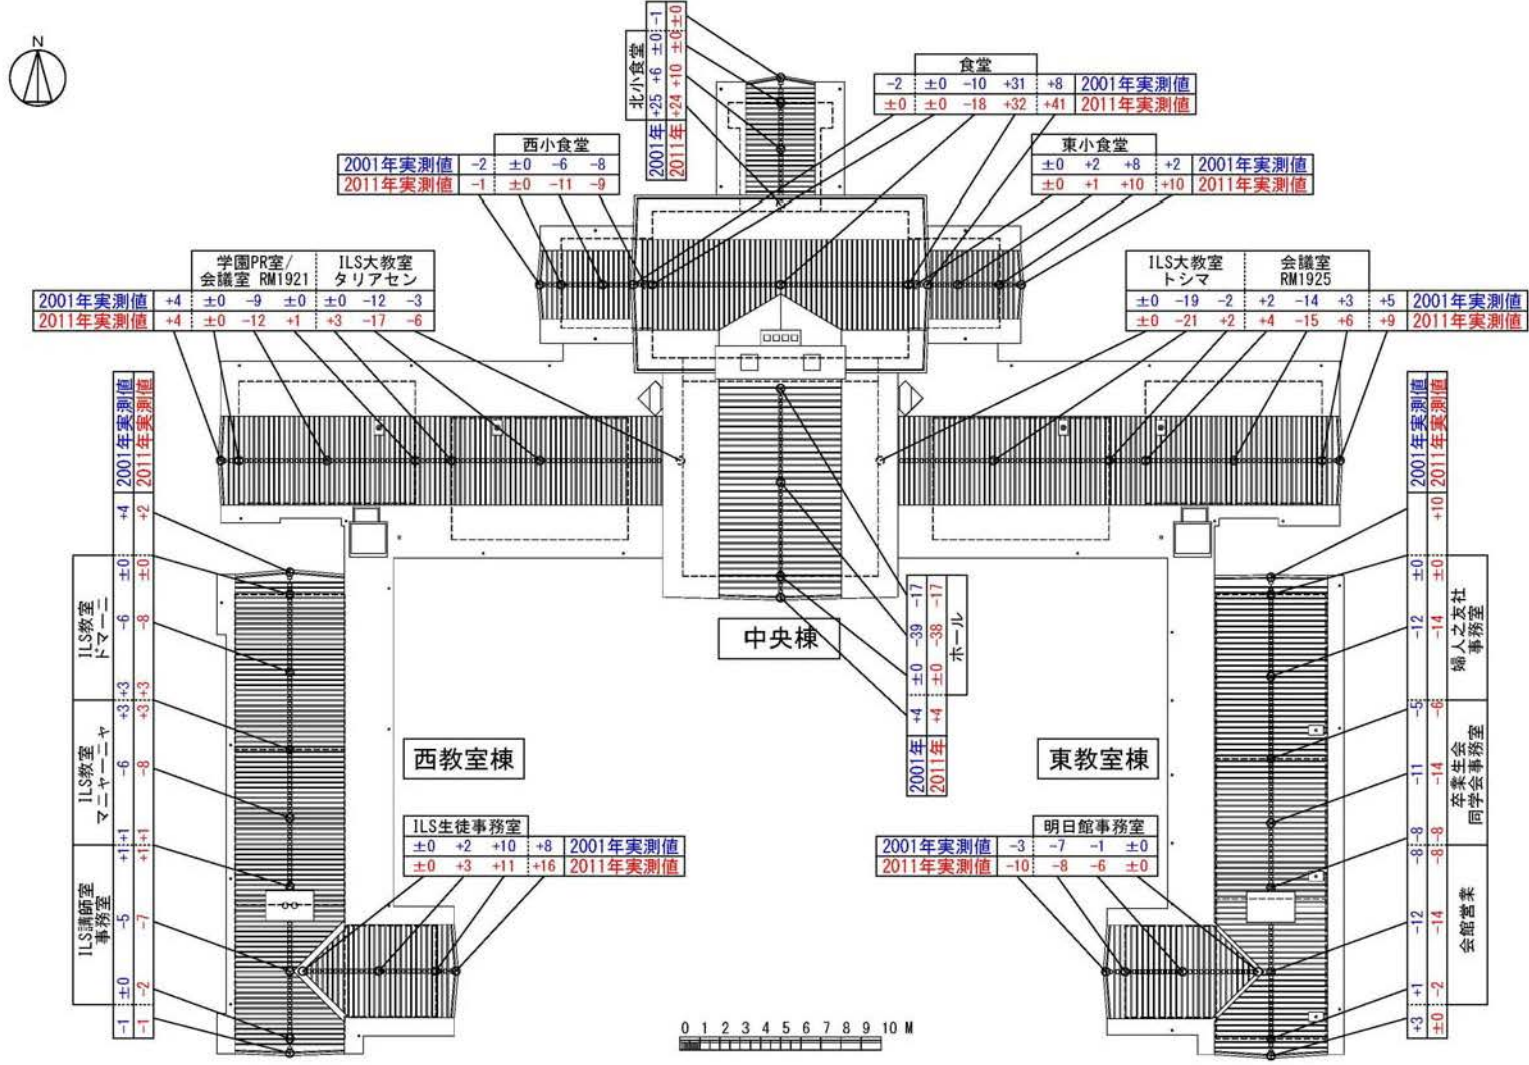 N
北小食堂
2001年 +25 +6 ±0 -1
2011年 +24 +10 ±0 ±0
食堂
-2 ±0 -10 +31 +8 2001年実測値
±0 ±0 -18 +32 +41 2011年実測値
西小食堂
2001年実測値 -2 ±0 -6 -8
2011年実測値 -1 ±0 -11 -9
東小食堂
±0 +2 +8 +2 2001年実測値
±0 +1 +10 +10 2011年実測値
学園PR室/
会議室 RM1921
ILS大教室
タリアセン
2001年実測値 +4 ±0 -9 ±0 ±0 -12 -3
2011年実測値 +4 ±0 -12 +1 +3 -17 -6
ILS大教室
トシマ
会議室
RM1925
±0 -19 -2 +2 -14 +3 +5 2001年実測値
±0 -21 +2 +4 -15 +6 +9 2011年実測値
ILS教室
ドマーニ
ILS教室
マニャーニャ
ILS講師室
事務室
-1 ±0 -5 +1 +1 -6 +3 +3 -6 ±0 +4 2001年実測値
-1 -2 -7 +1 +1 -8 +3 +3 -8 ±0 +2 2011年実測値
中央棟
ホール
2001年 +4 ±0 -39 -17
2011年 +4 ±0 -38 -17
西教室棟
東教室棟
ILS生徒事務室
±0 +2 +10 +8 2001年実測値
±0 +3 +11 +16 2011年実測値
明日館事務室
2001年実測値 -3 -7 -1 ±0
2011年実測値 -10 -8 -6 ±0
+3 +1 -12 -8 -8 -11 -5 -12 ±0 2001年実測値
±0 -2 -14 -8 -8 -14 -6 -14 ±0 +10 2011年実測値
婦人之友社
事務室
卒業生会
同学会事務室
会館営業
0 1 2 3 4 5 6 7 8 9 10 M